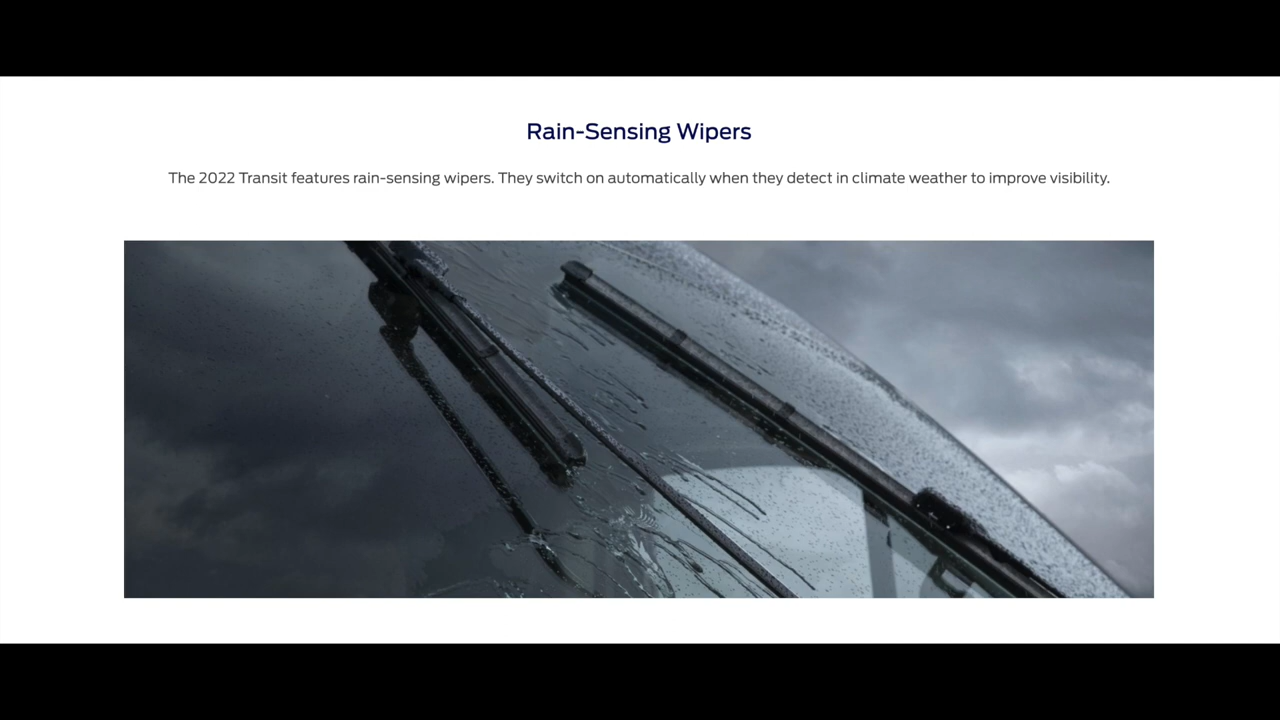 Rain-Sensing Wipers
The 2022 Transit features rain-sensing wipers. They switch on automatically when they detect in climate weather to improve visibility.